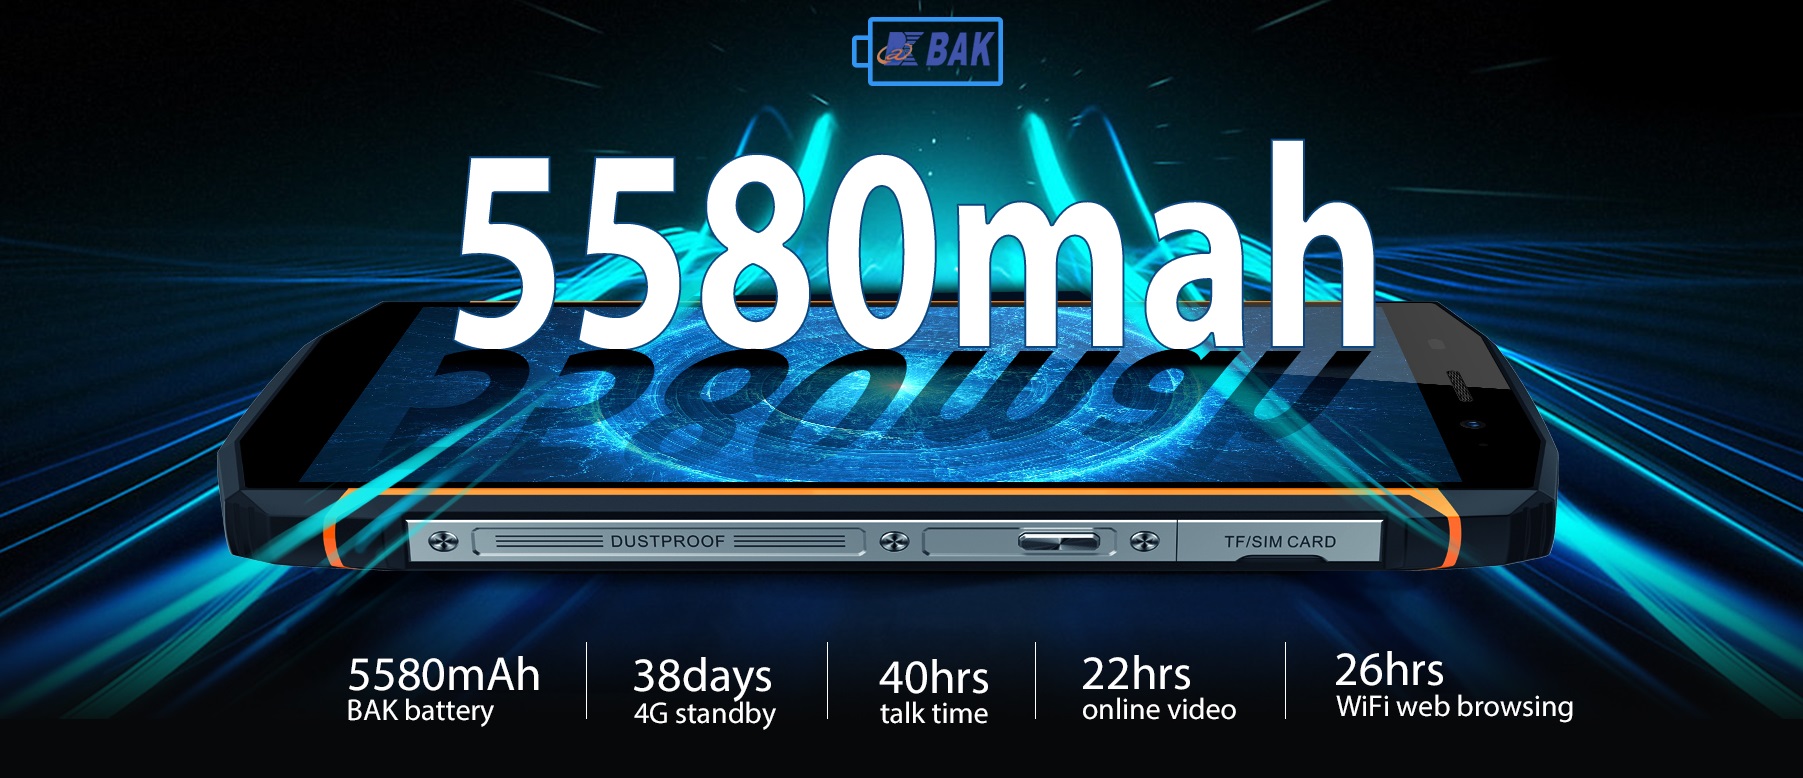 BAK
5580mah
DUSTPROOF
TF/SIM CARD
5580mAh
BAK battery
38days
4G standby
40hrs
talk time
22hrs
online video
26hrs
WiFi web browsing